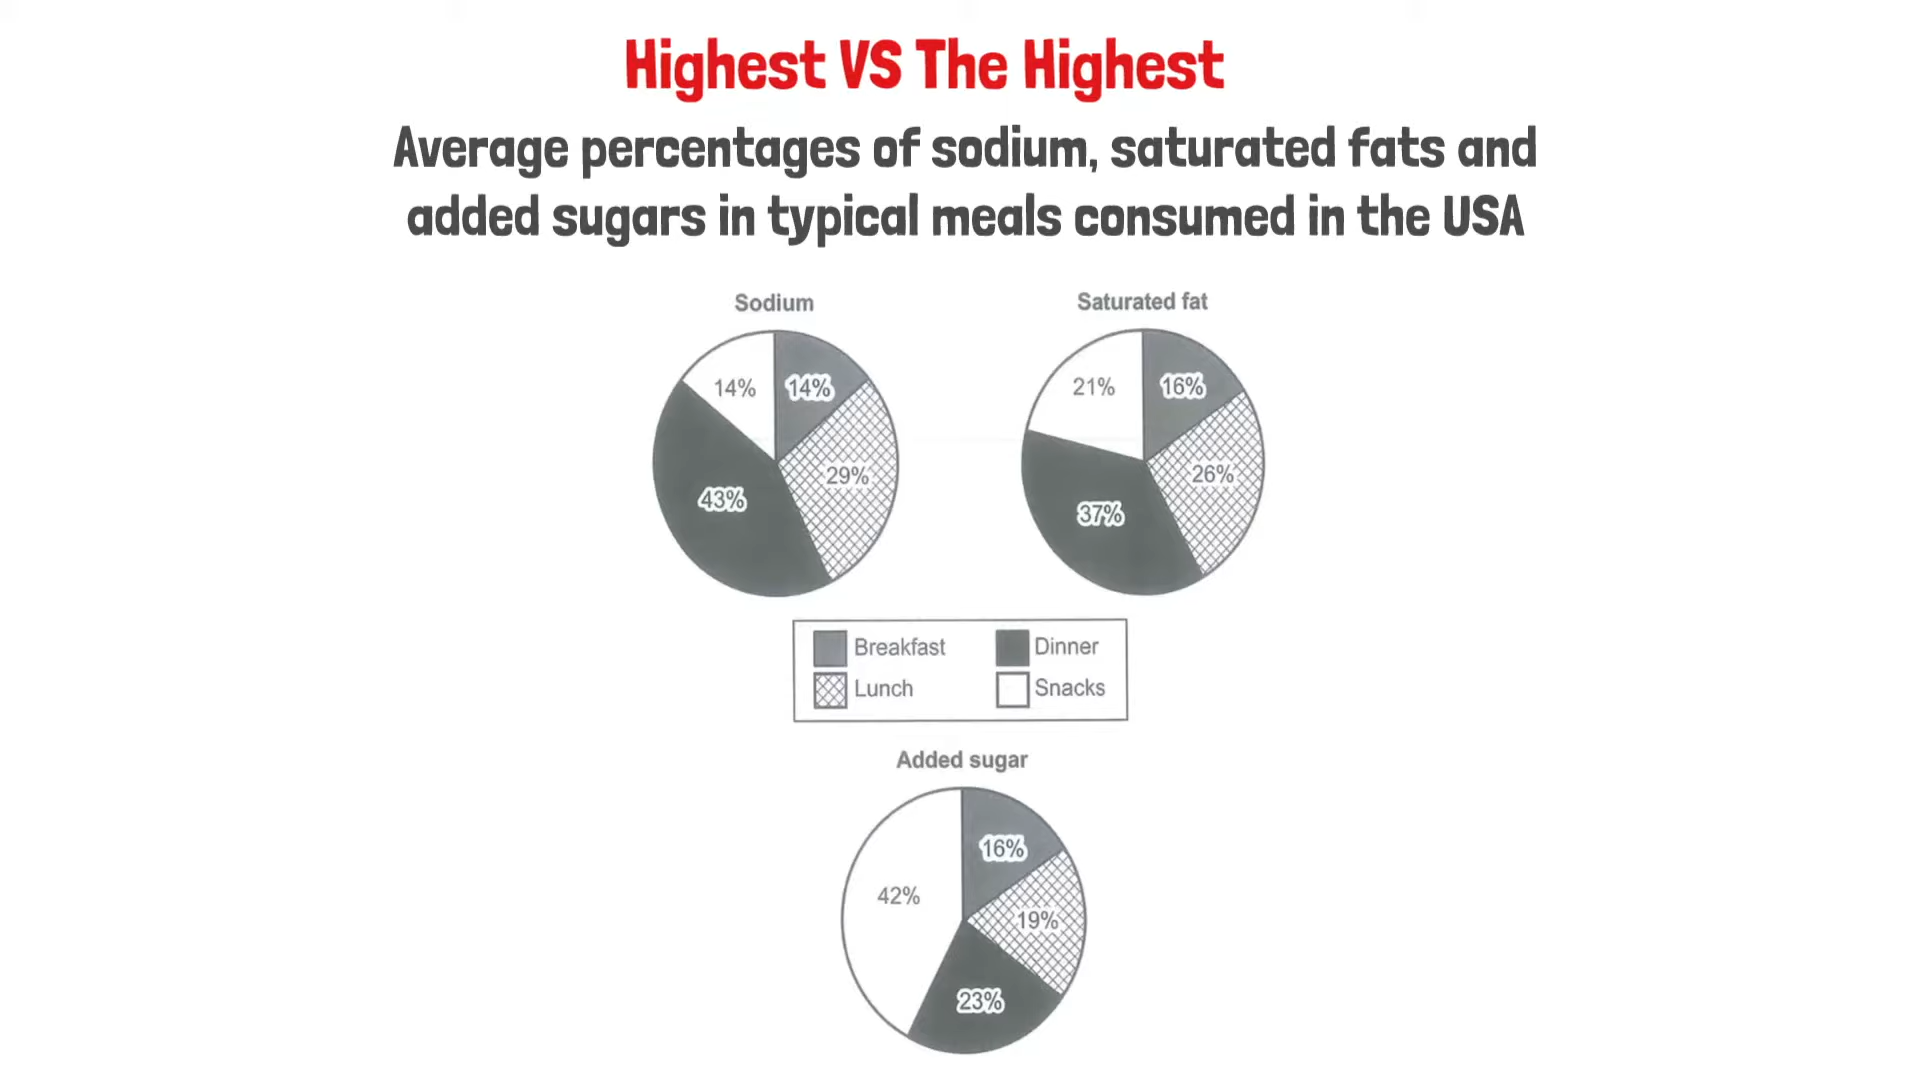 Highest VS The Highest
Average percentages of sodium, saturated fats and
added sugars in typical meals consumed in the USA
Sodium
14%
14%
29%
43%
Saturated fat
21%
16%
26%
37%
Breakfast
Dinner
Lunch
Snacks
Added sugar
16%
42%
19%
23%